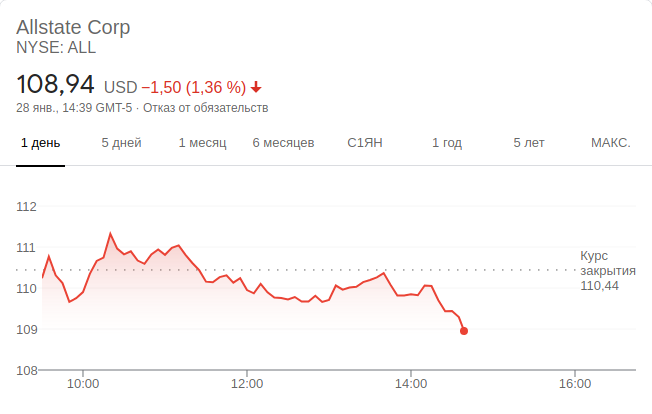 Allstate Corp
NYSE: ALL
108,94 USD −1,50 (1,36 %)
28 янв., 14:39 GMT-5 · Отказ от обязательств
1 день 5 дней 1 месяц 6 месяцев С1ЯН 1 год 5 лет МАКС.
112
111
110
109
108
Курс
закрытия
110,44
10:00 12:00 14:00 16:00